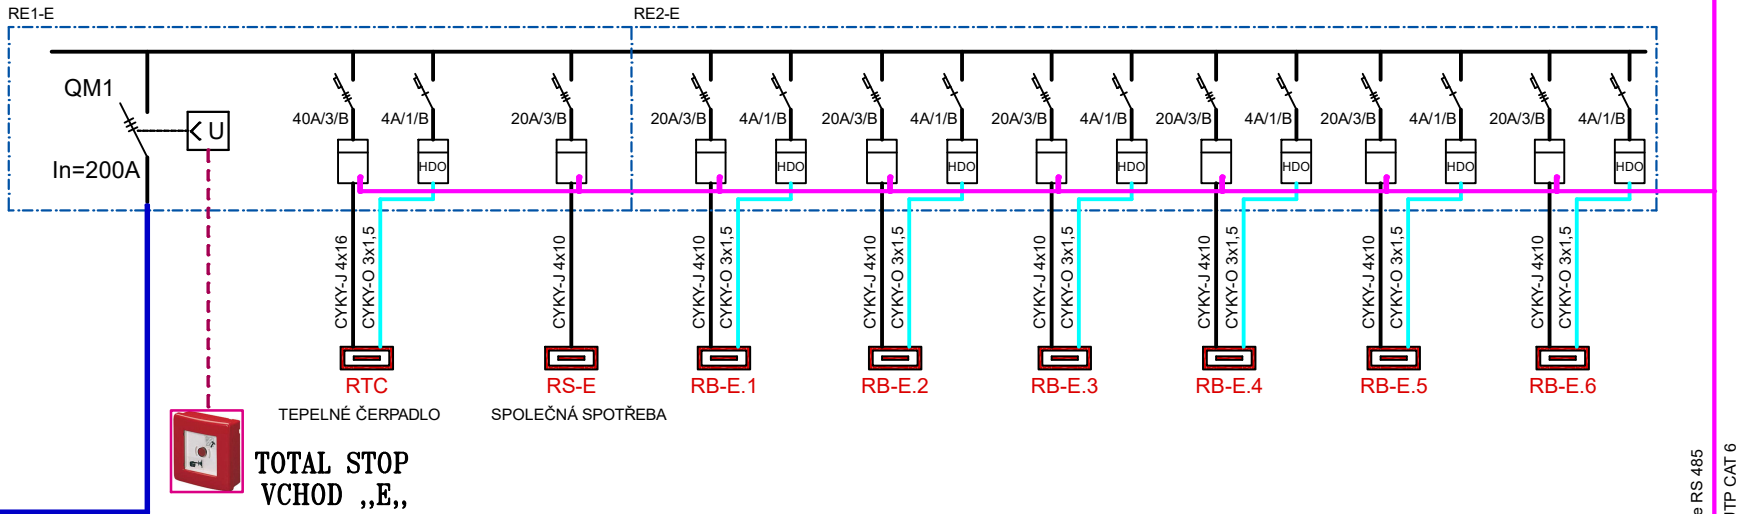 RE1-E
RE2-E
QM1
In=200A
< U
40A/3/B
4A/1/B
20A/3/B
20A/3/B
4A/1/B
20A/3/B
4A/1/B
20A/3/B
4A/1/B
20A/3/B
4A/1/B
20A/3/B
4A/1/B
20A/3/B
4A/1/B
HDO
HDO
HDO
HDO
HDO
HDO
HDO
CYKY-J 4x16
CYKY-O 3x1,5
CYKY-J 4x10
CYKY-J 4x10
CYKY-O 3x1,5
CYKY-J 4x10
CYKY-O 3x1,5
CYKY-J 4x10
CYKY-O 3x1,5
CYKY-J 4x10
CYKY-O 3x1,5
CYKY-J 4x10
CYKY-O 3x1,5
CYKY-J 4x10
CYKY-O 3x1,5
RTC
RS-E
RB-E.1
RB-E.2
RB-E.3
RB-E.4
RB-E.5
RB-E.6
TEPELNÉ ČERPADLO
SPOLEČNÁ SPOTŘEBA
TOTAL STOP
VCHOD ,,E,,
e RS 485
UTP CAT 6